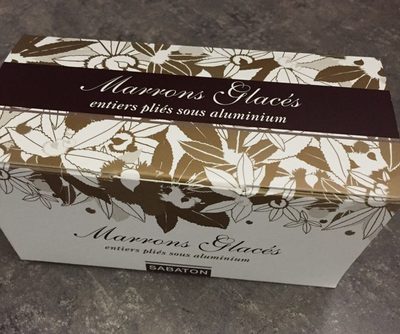 Marrons Glacés
entiers pliés sous aluminium
Marrons Glacés
entiers pliés sous aluminium
SABATON